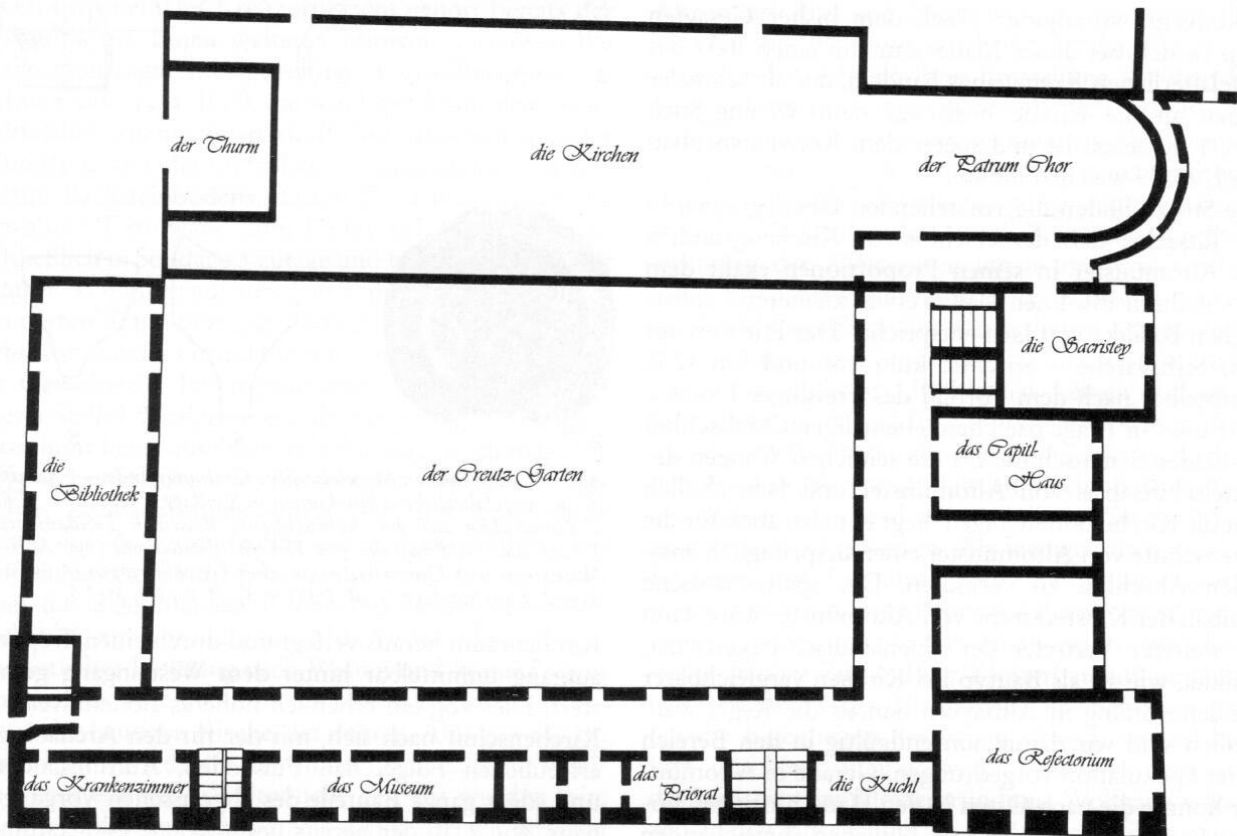 der Thurm
die Kirchen
der Patrum Chor
die Sacristey
das Capitl-
Haus
die
Bibliothek
der Creutz-Garten
das Refectorium
das Krankenzimmer
das Museum
das
Priorat
die Kuchl